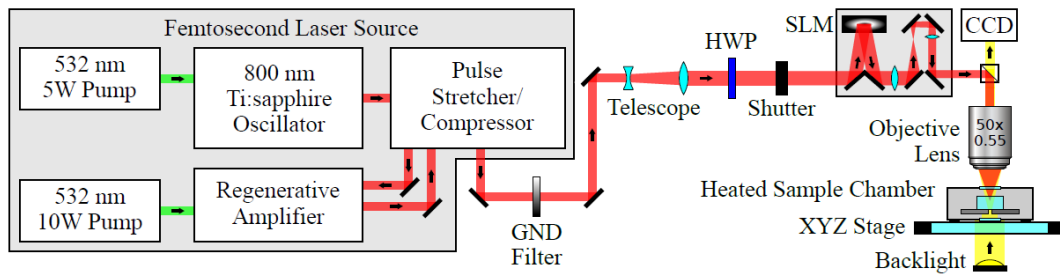 Femtosecond Laser Source
532 nm
5W Pump
800 nm
Ti:sapphire
Oscillator
Pulse
Stretcher/
Compressor
532 nm
10W Pump
Regenerative
Amplifier
GND
Filter
Telescope
HWP
Shutter
SLM
CCD
Objective
Lens
50x
0.55
Heated Sample Chamber
XYZ Stage
Backlight